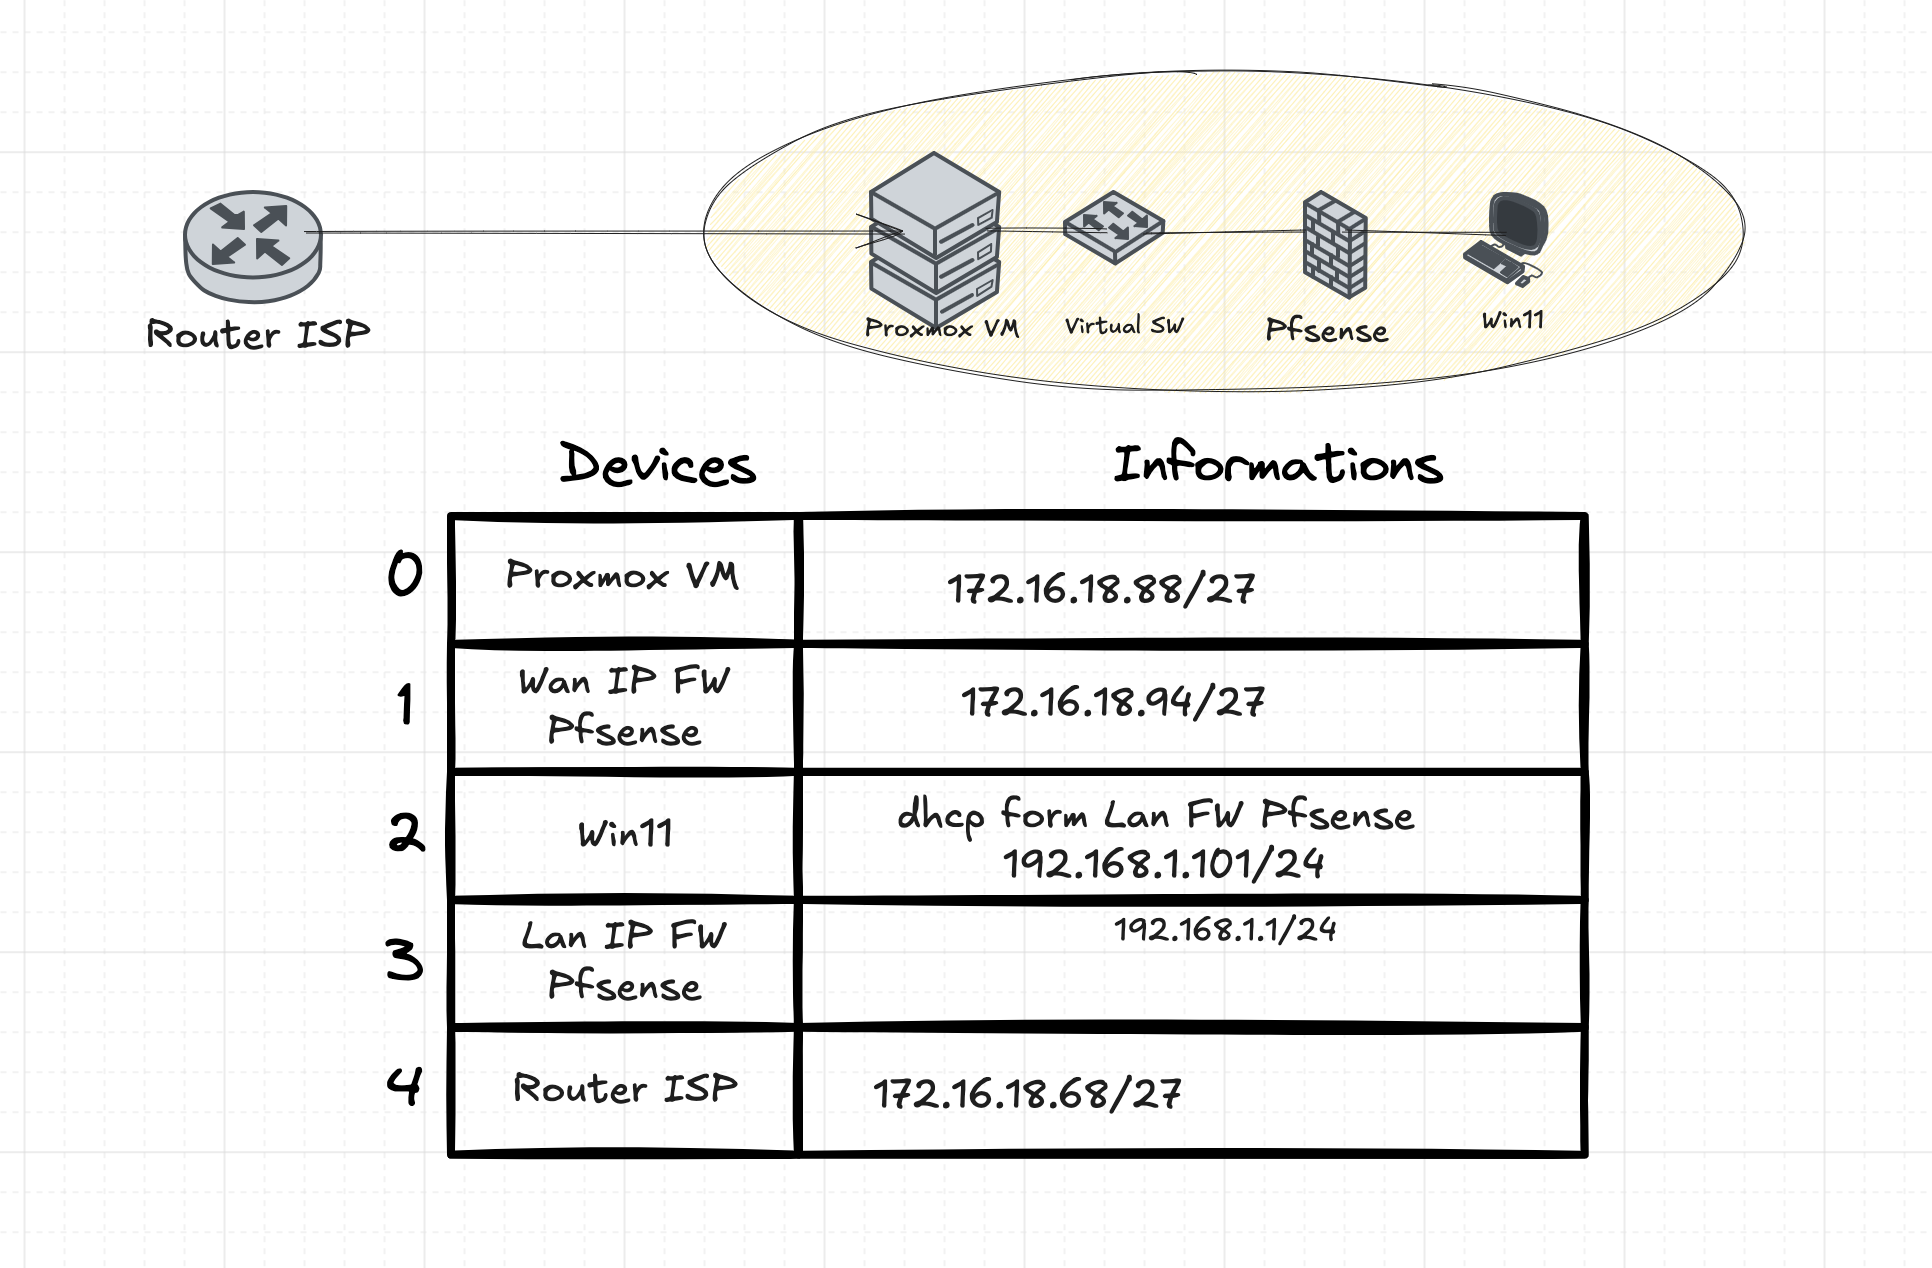 Router ISP
Proxmox VM
Virtual SW
Pfsense
Win11
Devices
Informations
0
Proxmox VM
172.16.18.88/27
1
Wan IP FW
Pfsense
172.16.18.94/27
2
Win11
dhcp form Lan FW Pfsense
192.168.1.101/24
3
Lan IP FW
Pfsense
192.168.1.1/24
4
Router ISP
172.16.18.68/27